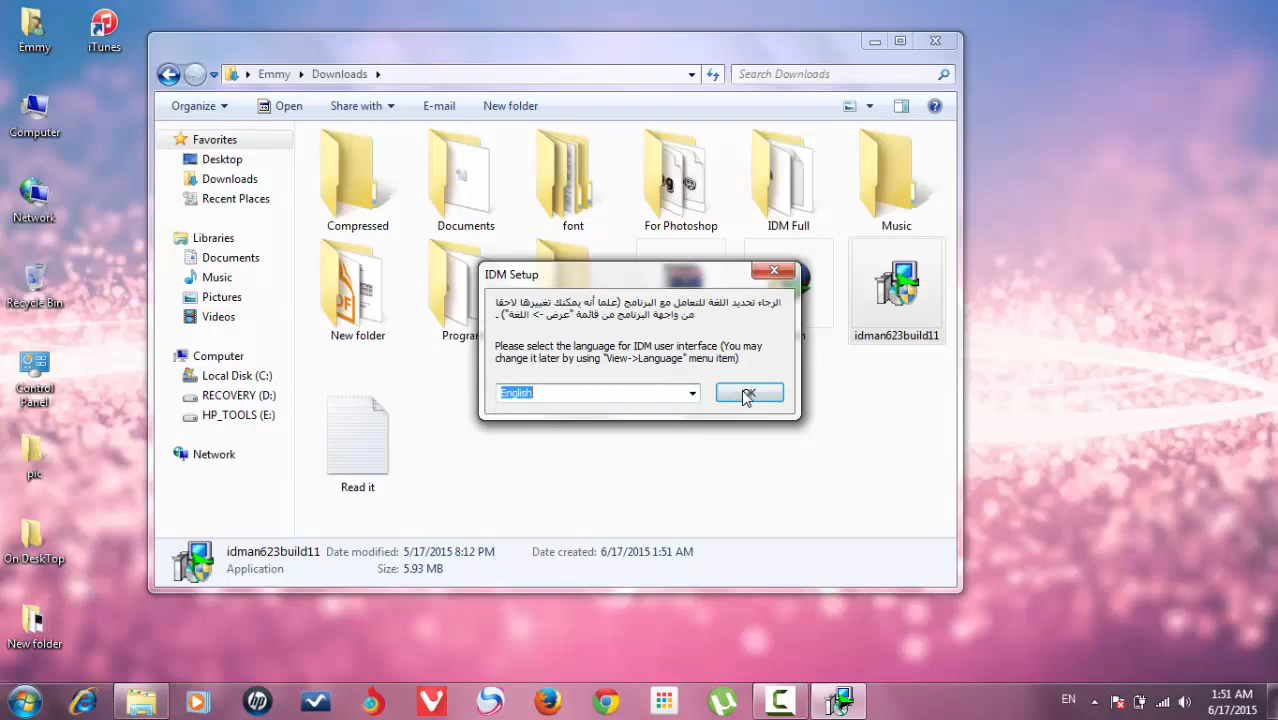 Emmy
iTunes
Computer
Network
Recycle Bin
Control
Panel
pic
On DeskTop
New folder
Emmy
Downloads
Search Downloads
Organize
Open
Share with
E-mail
New folder
Favorites
Desktop
Downloads
Recent Places
Libraries
Documents
Music
Pictures
Videos
Computer
Local Disk (C:)
RECOVERY (D:)
HP_TOOLS (E:)
Network
Compressed
Documents
font
For Photoshop
IDM Full
Music
New folder
idman623build11
Read it
IDM Setup
الرجاء تحديد اللغة للتعامل مع البرنامج (علما أنه يمكنك تغييرها لاحقا
من واجهة البرنامج من قائمة "عرض -> اللغة") ـ
Please select the language for IDM user interface (You may
change it later by using "View->Language" menu item)
English
OK
idman623build11 Date modified: 5/17/2015 8:12 PM Date created: 6/17/2015 1:51 AM
Application Size: 5.93 MB
EN
1:51 AM
6/17/2015